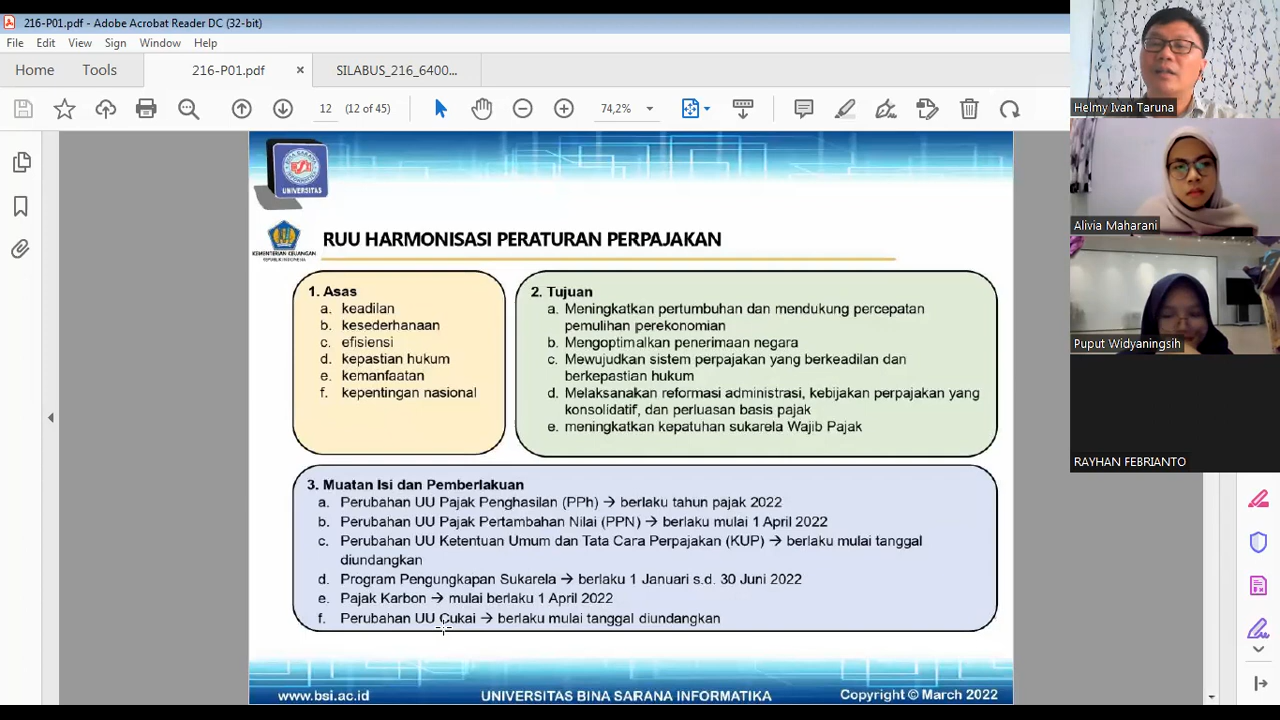 216-P01.pdf - Adobe Acrobat Reader DC (32-bit)
File Edit View Sign Window Help
Home Tools 216-P01.pdf × SILABUS_216_6400...
12 (12 of 45) 74,2%
UNIVERSITAS
KEMENTERIAN KEUANGAN
REPUBLIK INDONESIA
RUU HARMONISASI PERATURAN PERPAJAKAN
1. Asas
a. keadilan
b. kesederhanaan
c. efisiensi
d. kepastian hukum
e. kemanfaatan
f. kepentingan nasional
2. Tujuan
a. Meningkatkan pertumbuhan dan mendukung percepatan
pemulihan perekonomian
b. Mengoptimalkan penerimaan negara
c. Mewujudkan sistem perpajakan yang berkeadilan dan
berkepastian hukum
d. Melaksanakan reformasi administrasi, kebijakan perpajakan yang
konsolidatif, dan perluasan basis pajak
e. meningkatkan kepatuhan sukarela Wajib Pajak
3. Muatan Isi dan Pemberlakuan
a. Perubahan UU Pajak Penghasilan (PPh) → berlaku tahun pajak 2022
b. Perubahan UU Pajak Pertambahan Nilai (PPN) → berlaku mulai 1 April 2022
c. Perubahan UU Ketentuan Umum dan Tata Cara Perpajakan (KUP) → berlaku mulai tanggal
diundangkan
d. Program Pengungkapan Sukarela → berlaku 1 Januari s.d. 30 Juni 2022
e. Pajak Karbon → mulai berlaku 1 April 2022
f. Perubahan UU Cukai → berlaku mulai tanggal diundangkan
www.bsi.ac.id UNIVERSITAS BINA SARANA INFORMATIKA Copyright © March 2022
Helmy Ivan Taruna
Alivia Maharani
Puput Widyaningsih
RAYHAN FEBRIANTO